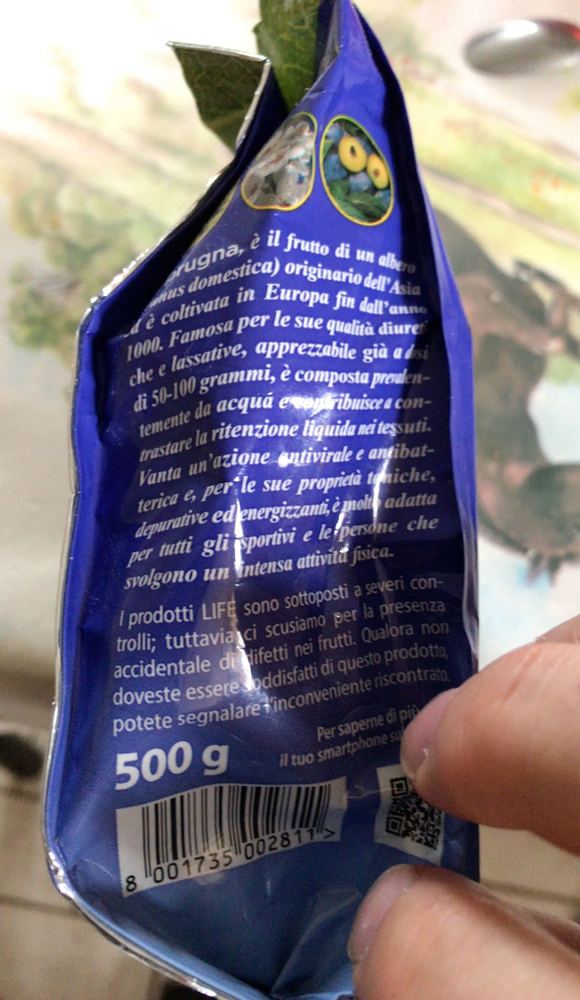 prugna, è il frutto di un albero
nus domestica) originario dell'Asia
è coltivata in Europa fin dall'anno
1000. Famosa per le sue qualità diureti
che e lassative, apprezzabile già a dosi
di 50-100 grammi, è composta prevalen-
temente da acquá e contribuisce a con-
trastare la ritenzione liquida nei tessuti.
Vanta un'azione antivirale e antibat-
terica e, per le sue proprietà toniche,
depurative ed energizzanti, è molto adatta
per tutti gli sportivi e le persone che
svolgono un intensa attività fisica.
I prodotti LIFE sono sottoposti a severi con-
trolli; tuttavia ci scusiamo per la presenza
accidentale di difetti nei frutti. Qualora non
doveste essere soddisfatti di questo prodotto,
potete segnalare l'inconveniente riscontrato.
Per saperne di più
il tuo smartphone su
500 g
8 001735 002811 >